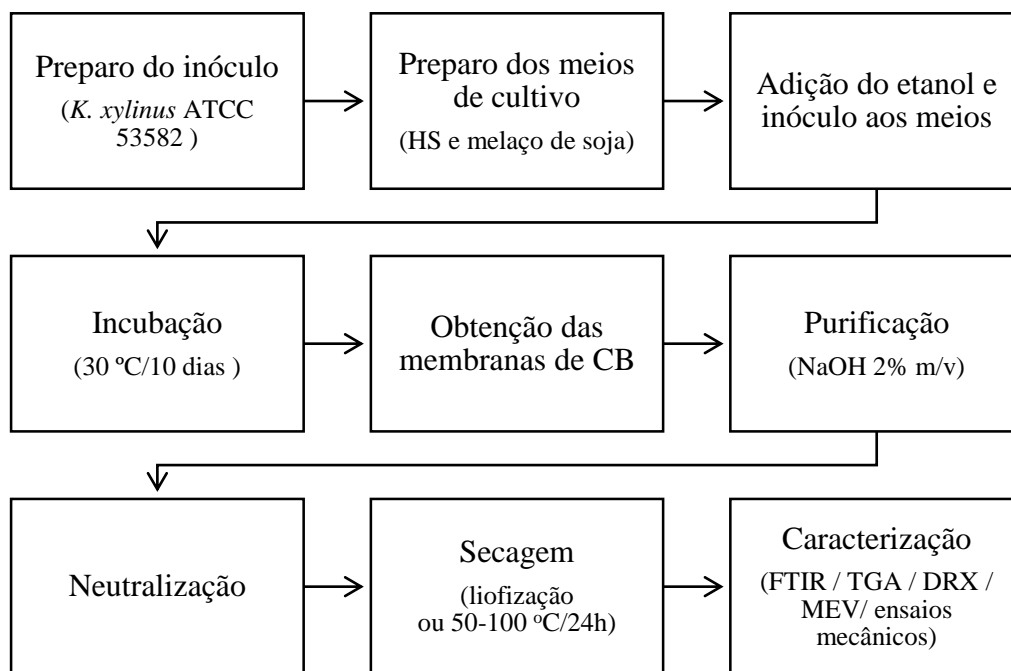 Preparo do inóculo
(K. xylinus ATCC
53582 )
Preparo dos meios
de cultivo
(HS e melaço de soja)
Adição do etanol e
inóculo aos meios
Incubação
(30 ºC/10 dias )
Obtenção das
membranas de CB
Purificação
(NaOH 2% m/v)
Neutralização
Secagem
(liofização
ou 50-100 ºC/24h)
Caracterização
(FTIR / TGA / DRX /
MEV/ ensaios
mecânicos)